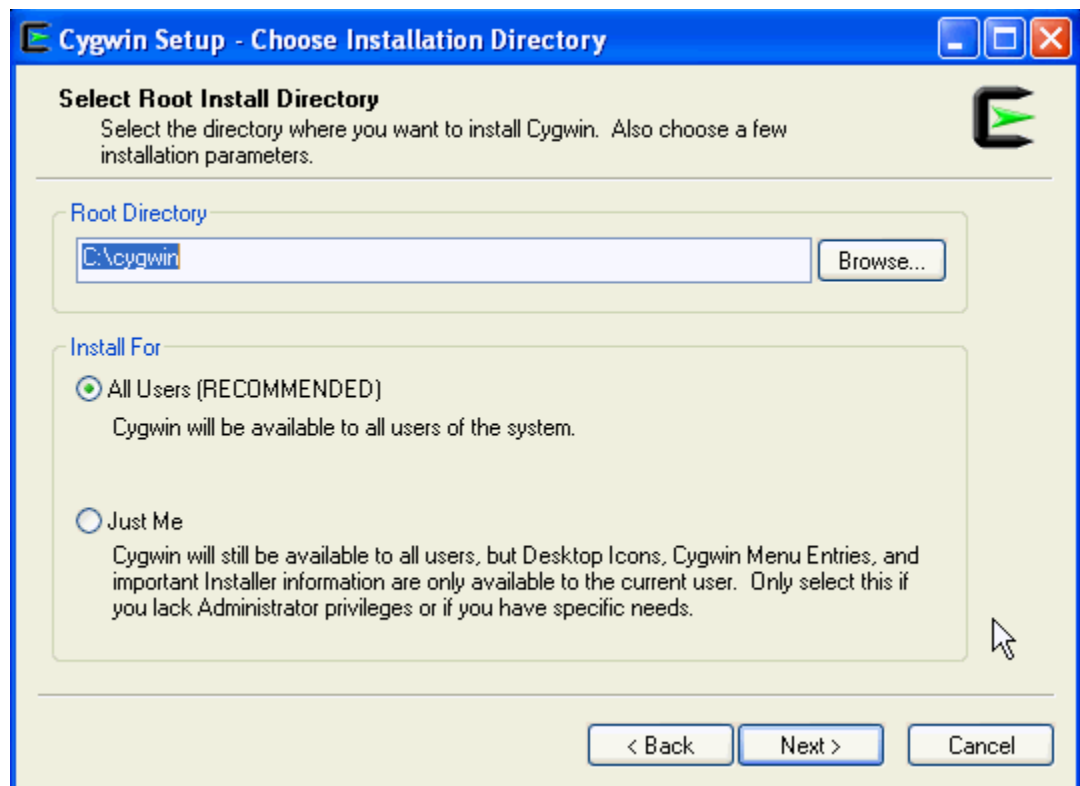 Cygwin Setup - Choose Installation Directory
Select Root Install Directory
Select the directory where you want to install Cygwin.  Also choose a few
installation parameters.
Root Directory
C:\cygwin
Browse...
Install For
All Users (RECOMMENDED)
Cygwin will be available to all users of the system.
Just Me
Cygwin will still be available to all users, but Desktop Icons, Cygwin Menu Entries, and
important Installer information are only available to the current user.  Only select this if
you lack Administrator privileges or if you have specific needs.
< Back
Next >
Cancel